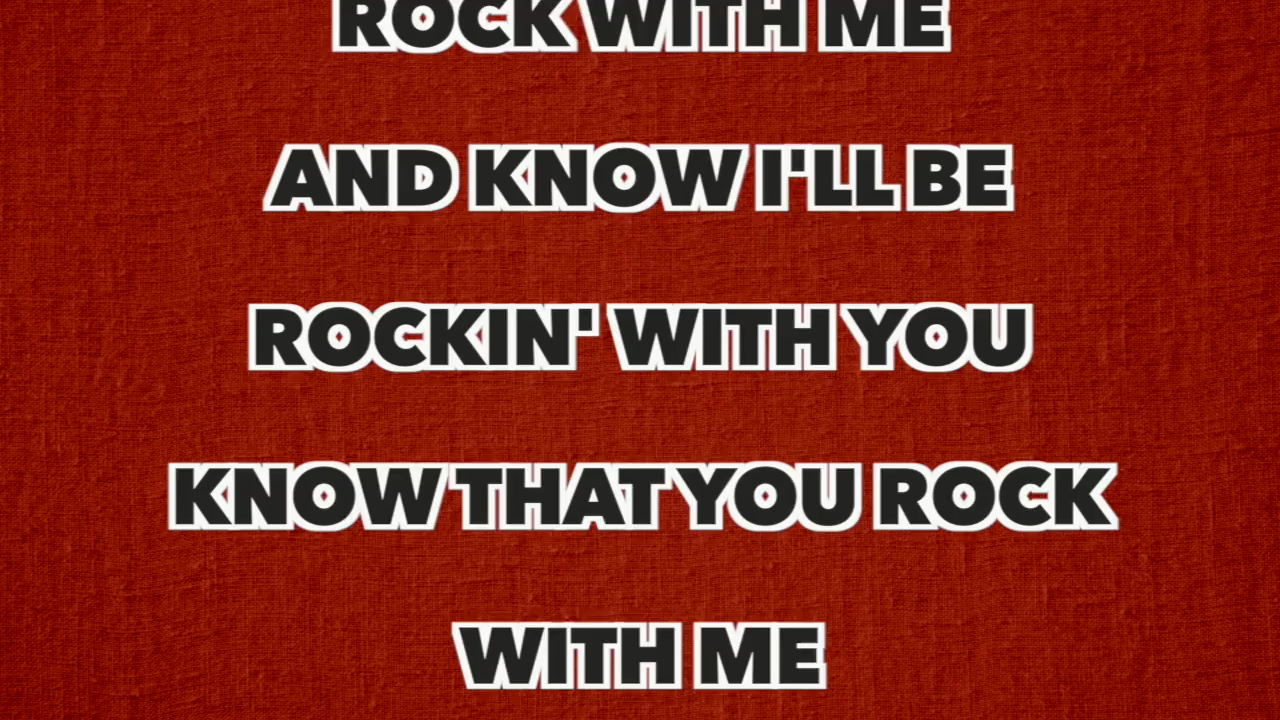 ROCK WITH ME
AND KNOW I'LL BE
ROCKIN' WITH YOU
KNOW THAT YOU ROCK
WITH ME